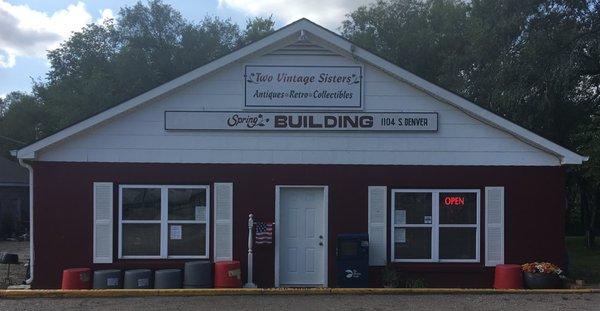 Two Vintage Sisters
Antiques Retro Collectibles
Spring BUILDING 1104 S. DENVER
OPEN